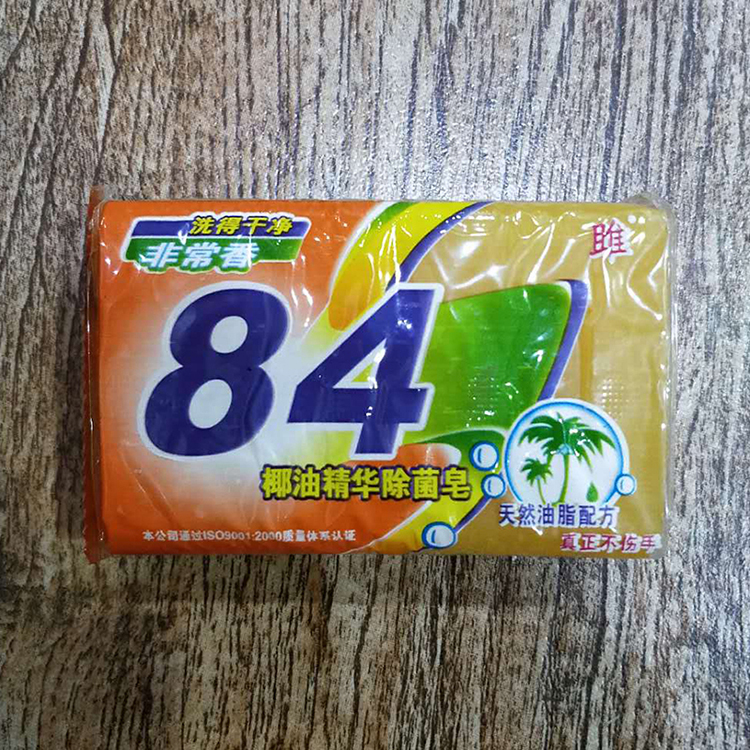 洗得干净
非常香
雎
84
椰油精华除菌皂
天然油脂配方
真正不伤手
本公司通过ISO9001:2000质量体系认证